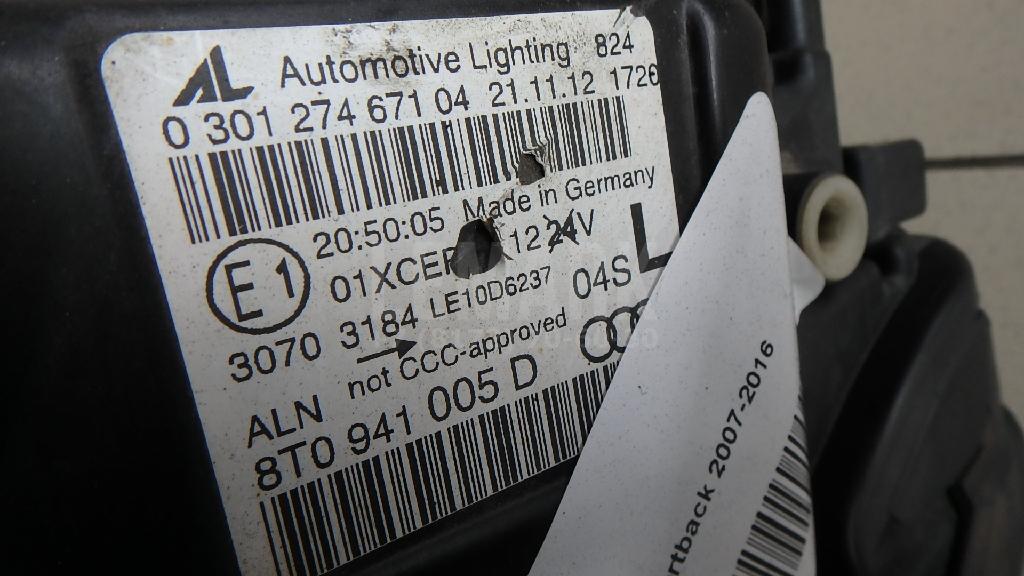 AL Automotive Lighting 824
0 301 274 671 04 21.11.12 1726
20:50:05 Made in Germany
E1 01XCE 12 24V L
3070 3184 LE10D6237 04S
not CCC-approved
ALN
8T0 941 005 D
rtback 2007-2016